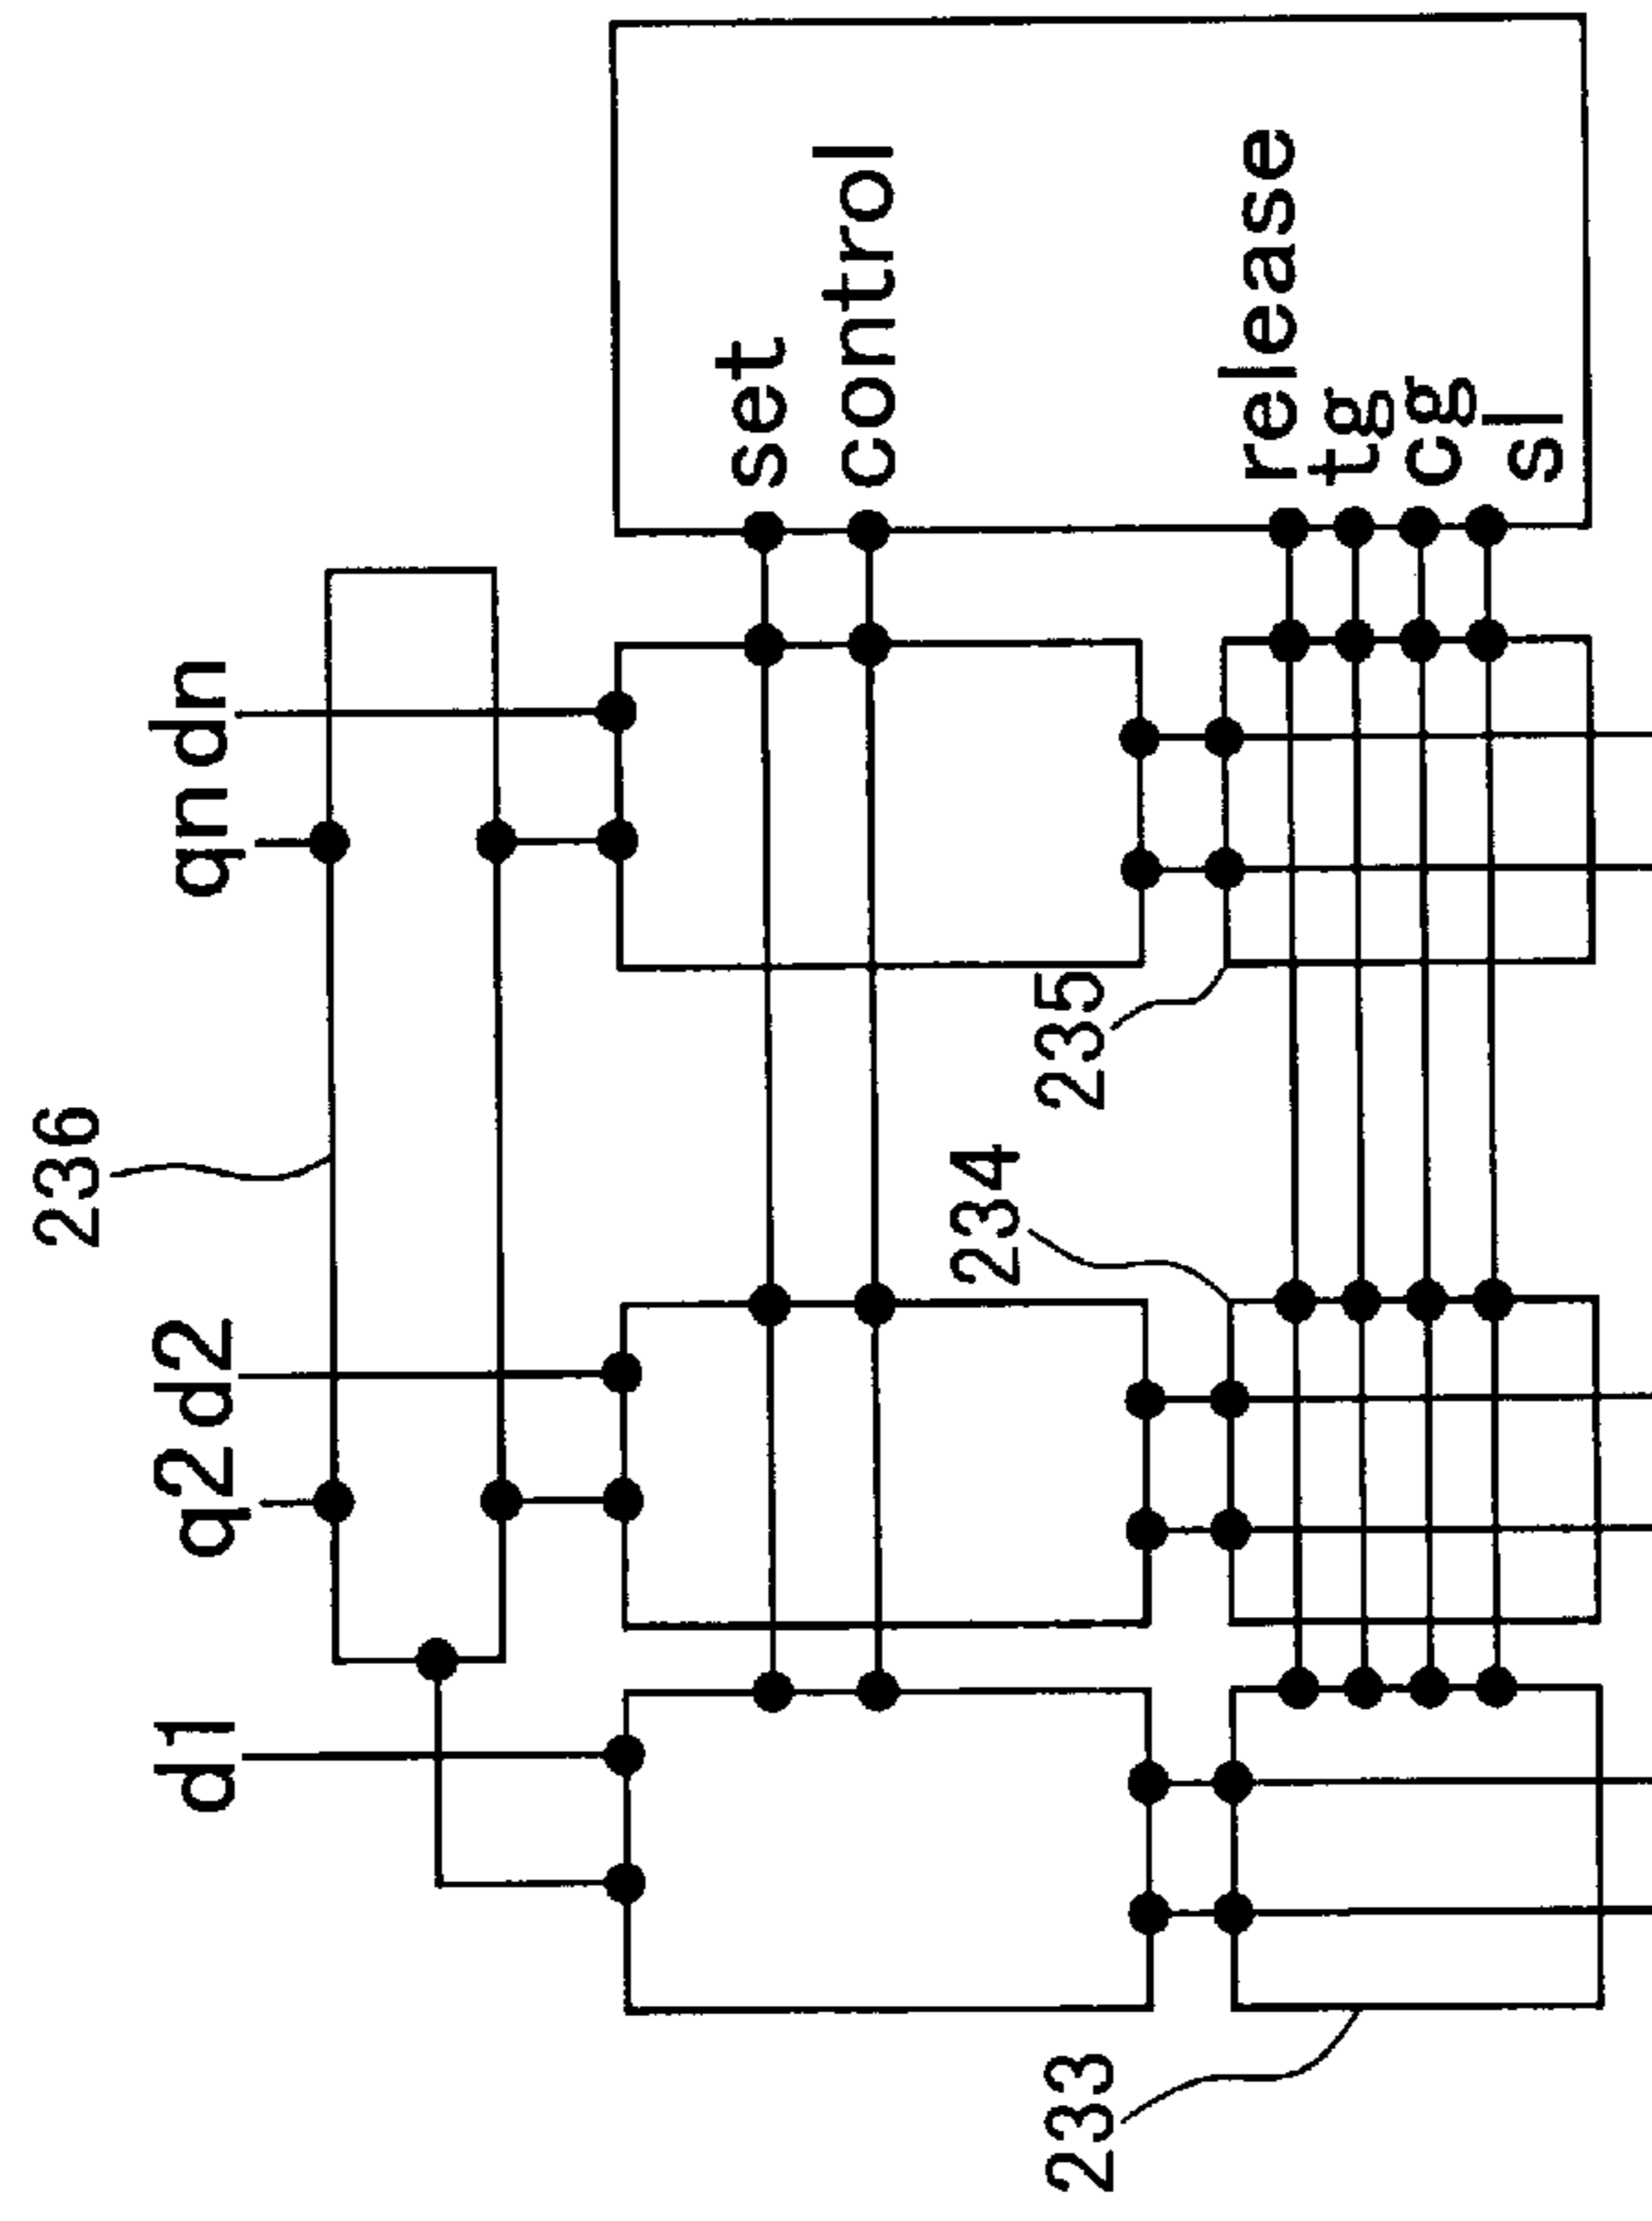 236
qn dn
q2 d2
d1
set
control
release
tg
cg
sl
235
234
233